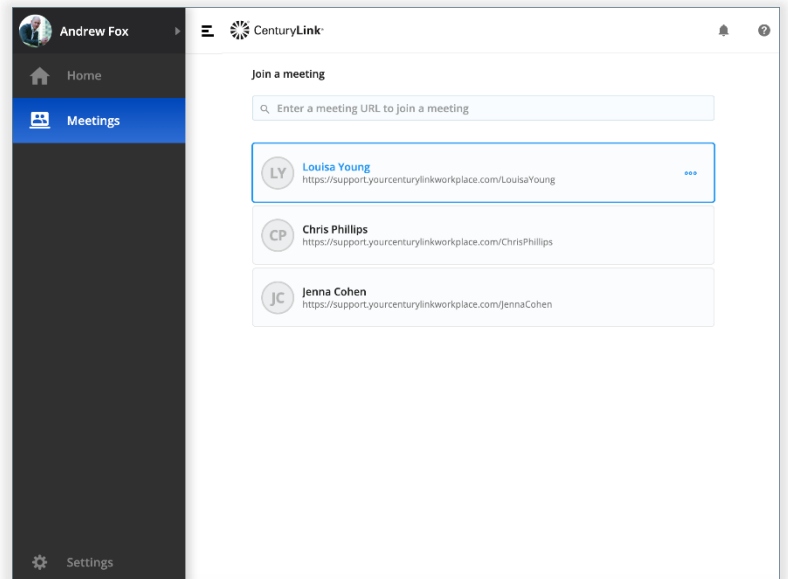 Andrew Fox
CenturyLink
Home
Meetings
Join a meeting
Enter a meeting URL to join a meeting
LY
Louisa Young
https://support.yourcenturylinkworkplace.com/LouisaYoung
CP
Chris Phillips
https://support.yourcenturylinkworkplace.com/ChrisPhillips
JC
Jenna Cohen
https://support.yourcenturylinkworkplace.com/JennaCohen
Settings